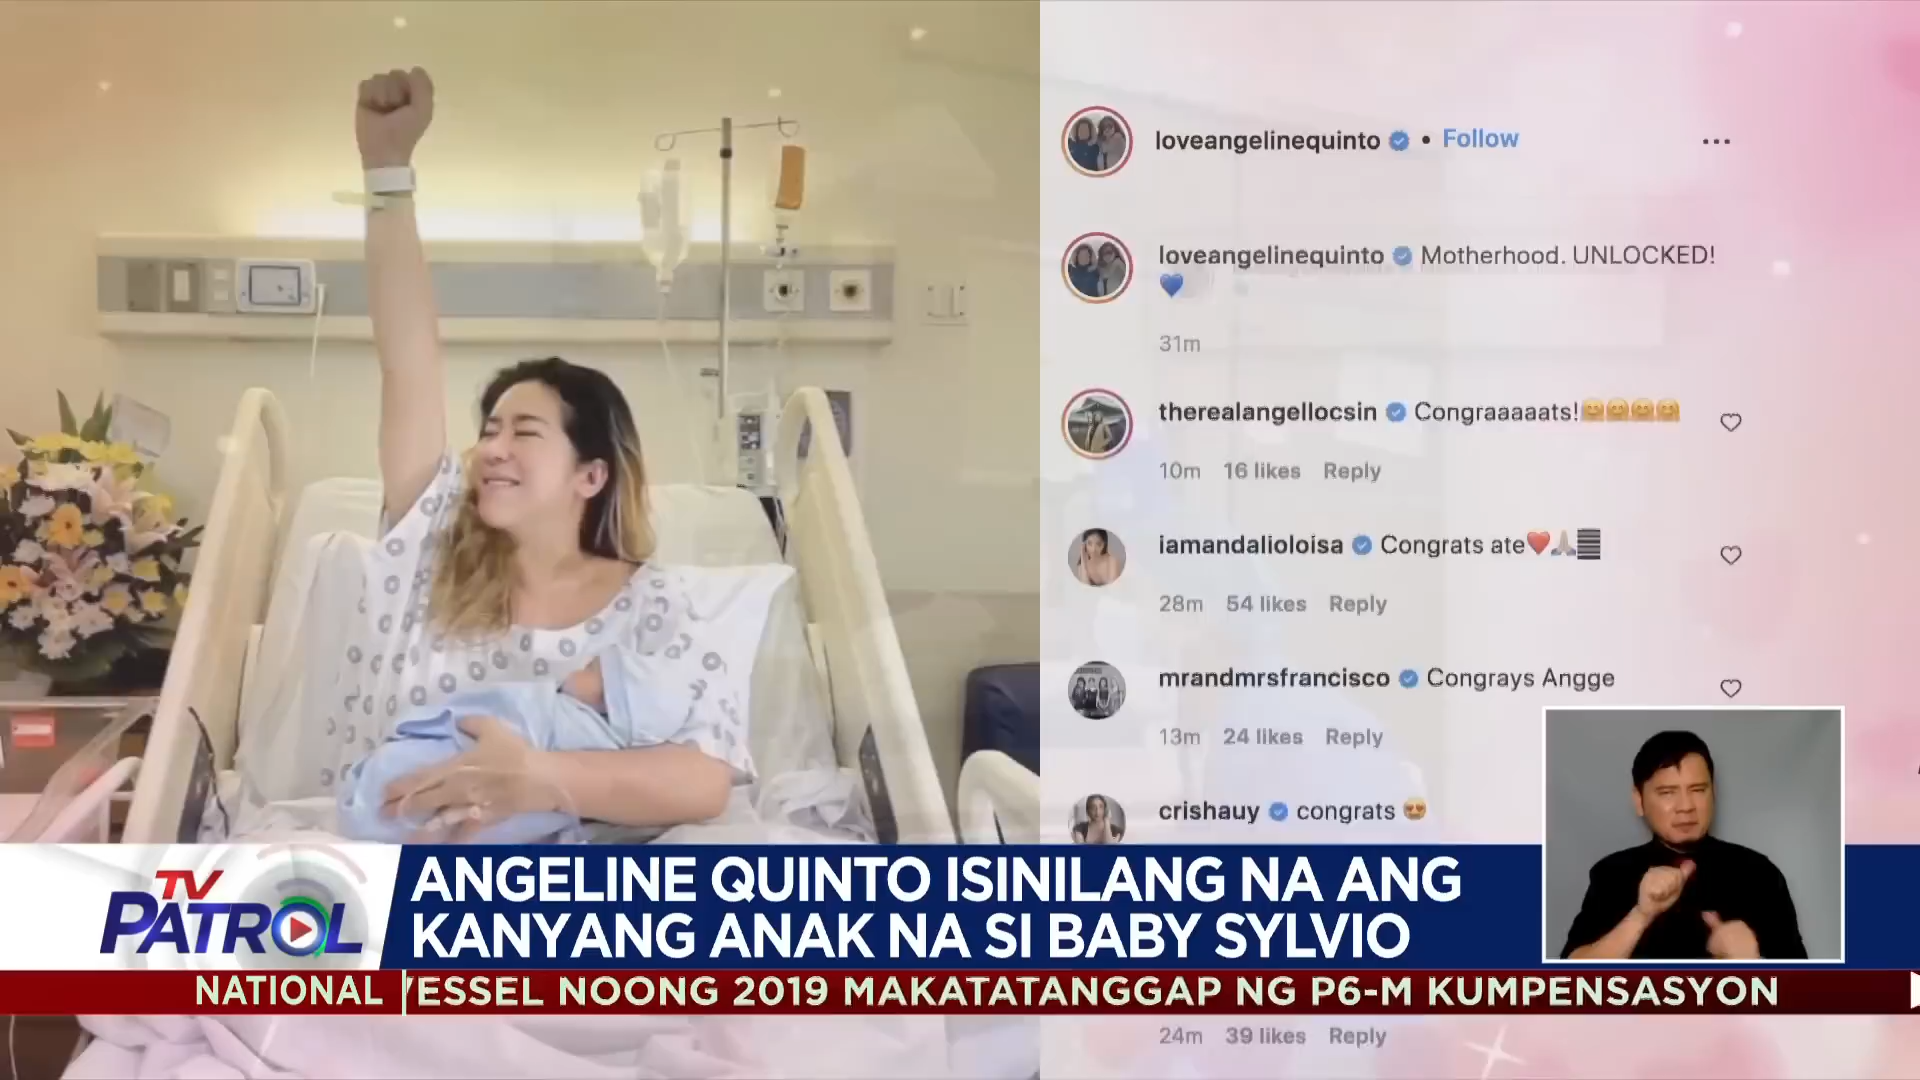 loveangelinequinto • Follow
loveangelinequinto Motherhood. UNLOCKED!
💙
31m
therealangellocsin Congraaaaats!🤗🤗🤗🤗
10m 16 likes Reply
iamandalioloisa Congrats ate❤️🙏🏼
28m 54 likes Reply
mrandmrsfrancisco Congrays Angge
13m 24 likes Reply
crishauy congrats 😍
TV PATROL
ANGELINE QUINTO ISINILANG NA ANG
KANYANG ANAK NA SI BABY SYLVIO
NATIONAL ESSEL NOONG 2019 MAKATATANGGAP NG P6-M KUMPENSASYON
24m 39 likes Reply